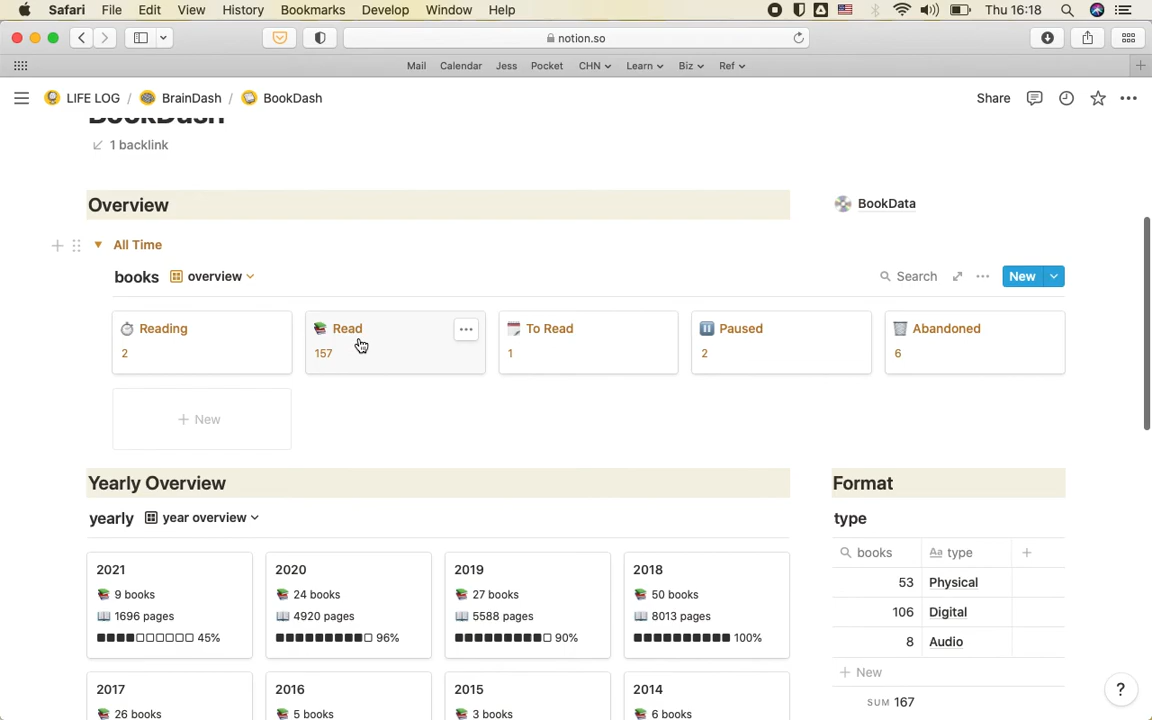 Safari File Edit View History Bookmarks Develop Window Help Thu 16:18
notion.so
Mail Calendar Jess Pocket CHN Learn Biz Ref
LIFE LOG / BrainDash / BookDash Share
BookDash
1 backlink
Overview
BookData
All Time
books overview Search New
Reading
2
Read
157
To Read
1
Paused
2
Abandoned
6
+ New
Yearly Overview
yearly year overview
2021
9 books
1696 pages
45%
2020
24 books
4920 pages
96%
2019
27 books
5588 pages
90%
2018
50 books
8013 pages
100%
2017
26 books
2016
5 books
2015
3 books
2014
6 books
Format
type
books Aa type +
53 Physical
106 Digital
8 Audio
+ New
SUM 167
?